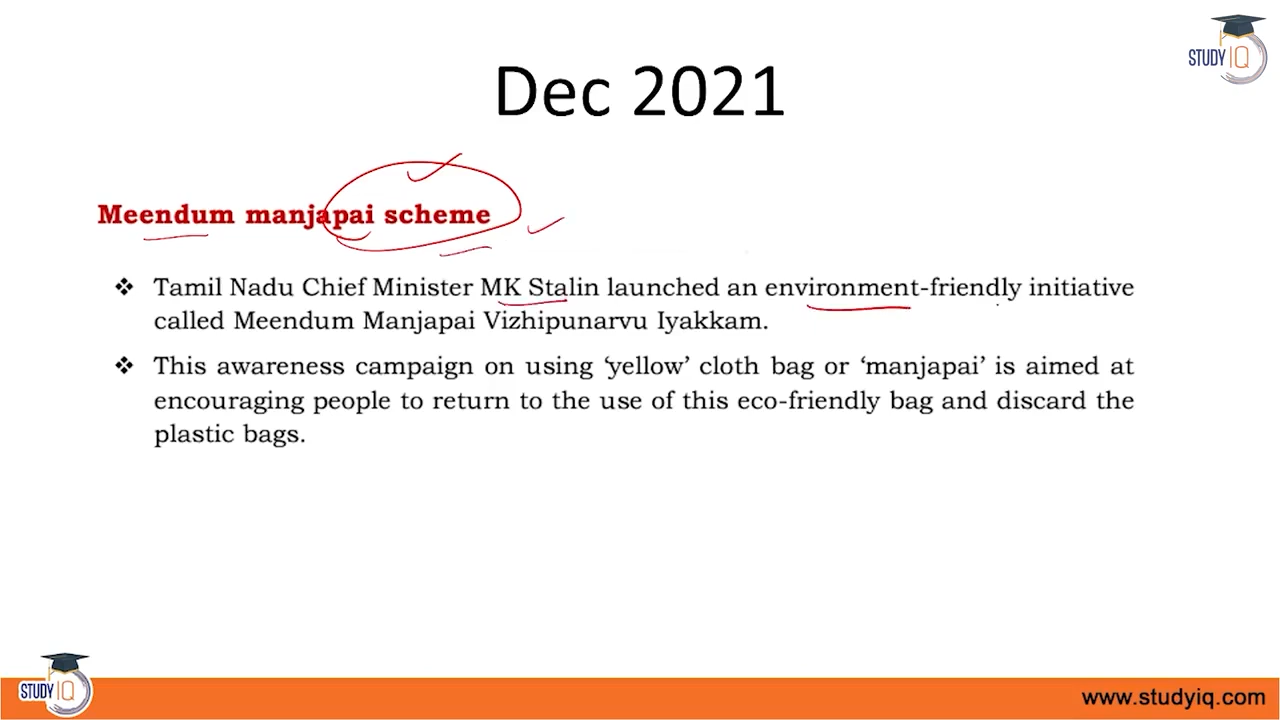 STUDY IQ
Dec 2021
Meendum manjapai scheme
❖ Tamil Nadu Chief Minister MK Stalin launched an environment-friendly initiative
called Meendum Manjapai Vizhipunarvu Iyakkam.
❖ This awareness campaign on using ‘yellow’ cloth bag or ‘manjapai’ is aimed at
encouraging people to return to the use of this eco-friendly bag and discard the
plastic bags.
STUDY IQ
www.studyiq.com